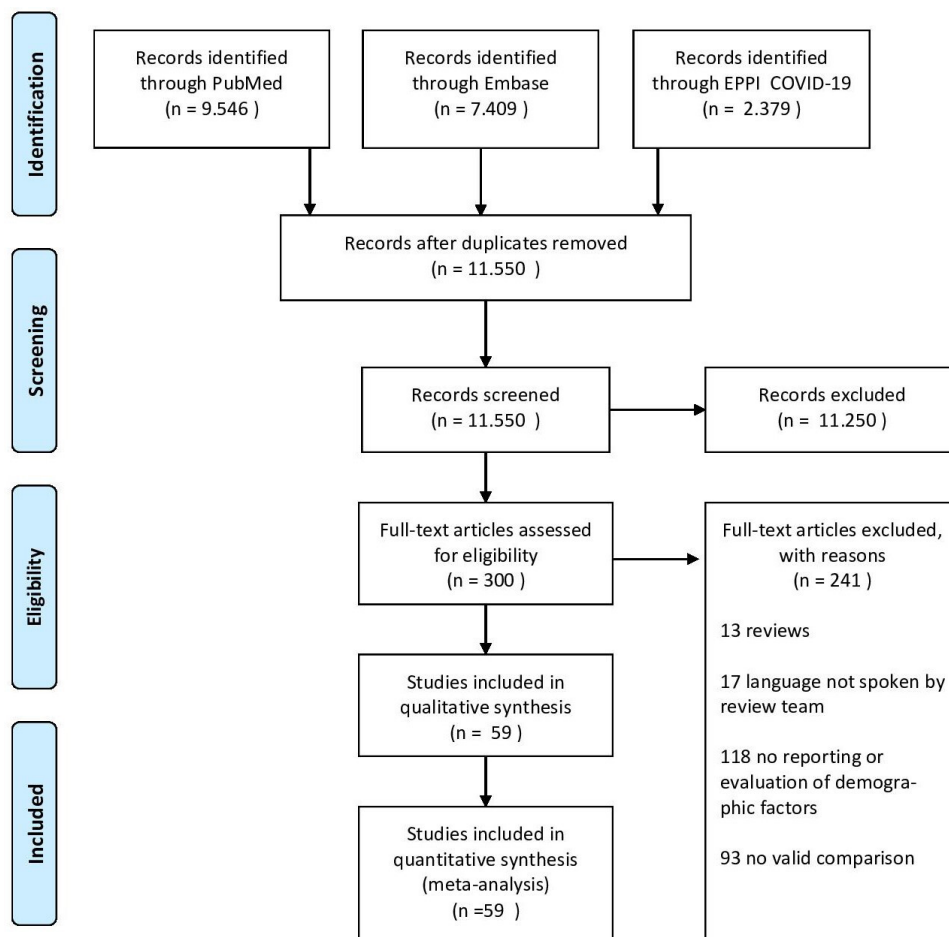 Identification
Records identified
through PubMed
(n = 9.546 )
Records identified
through Embase
(n = 7.409 )
Records identified
through EPPI  COVID-19
(n =  2.379 )
Records after duplicates removed
(n = 11.550  )
Screening
Records screened
(n = 11.550  )
Records excluded
(n =  11.250 )
Eligibility
Full-text articles assessed
for eligibility
(n = 300 )
Full-text articles excluded,
with reasons
(n = 241 )
13 reviews
17 language not spoken by
review team
118 no reporting or
evaluation of demogra-
phic factors
93 no valid comparison
Studies included in
qualitative synthesis
(n =  59 )
Included
Studies included in
quantitative synthesis
(meta-analysis)
(n =59  )